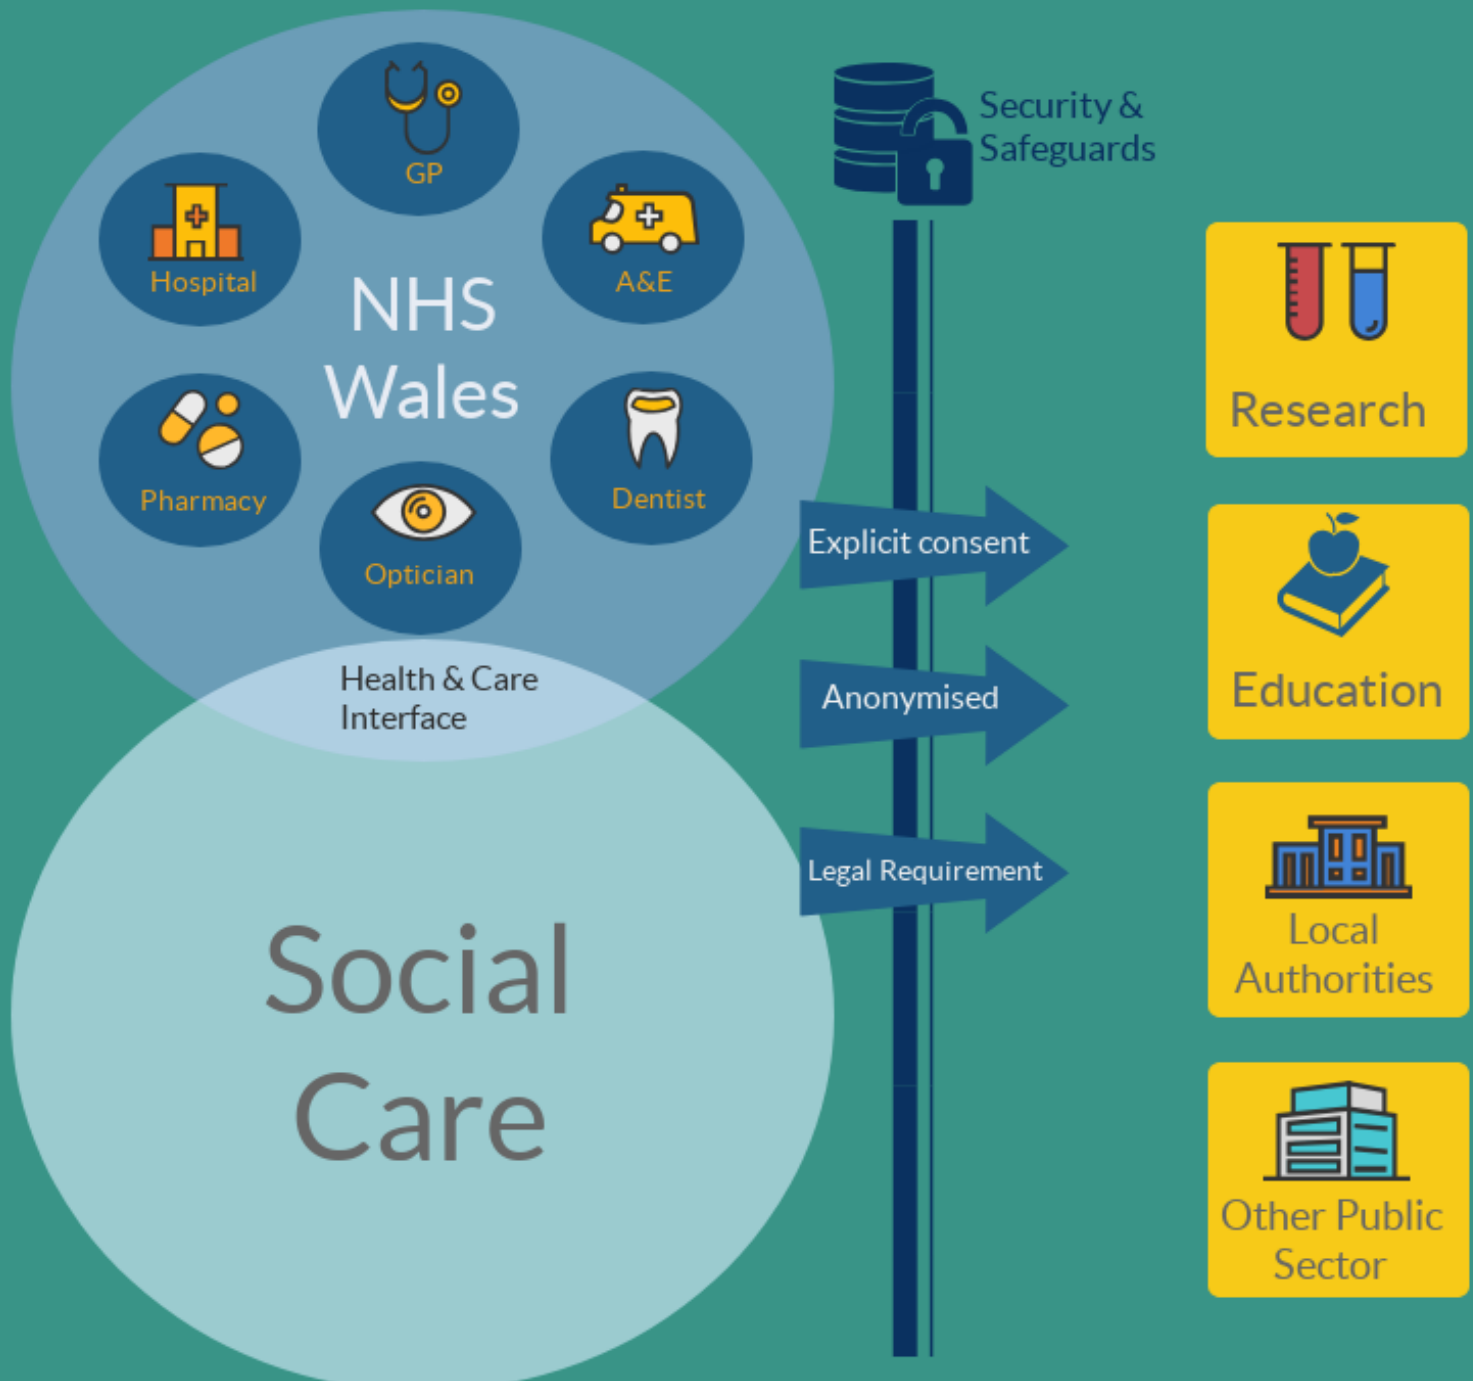 GP
Hospital
A&E
NHS
Wales
Pharmacy
Dentist
Optician
Health & Care
Interface
Social
Care
Security &
Safeguards
Explicit consent
Anonymised
Legal Requirement
Research
Education
Local
Authorities
Other Public
Sector